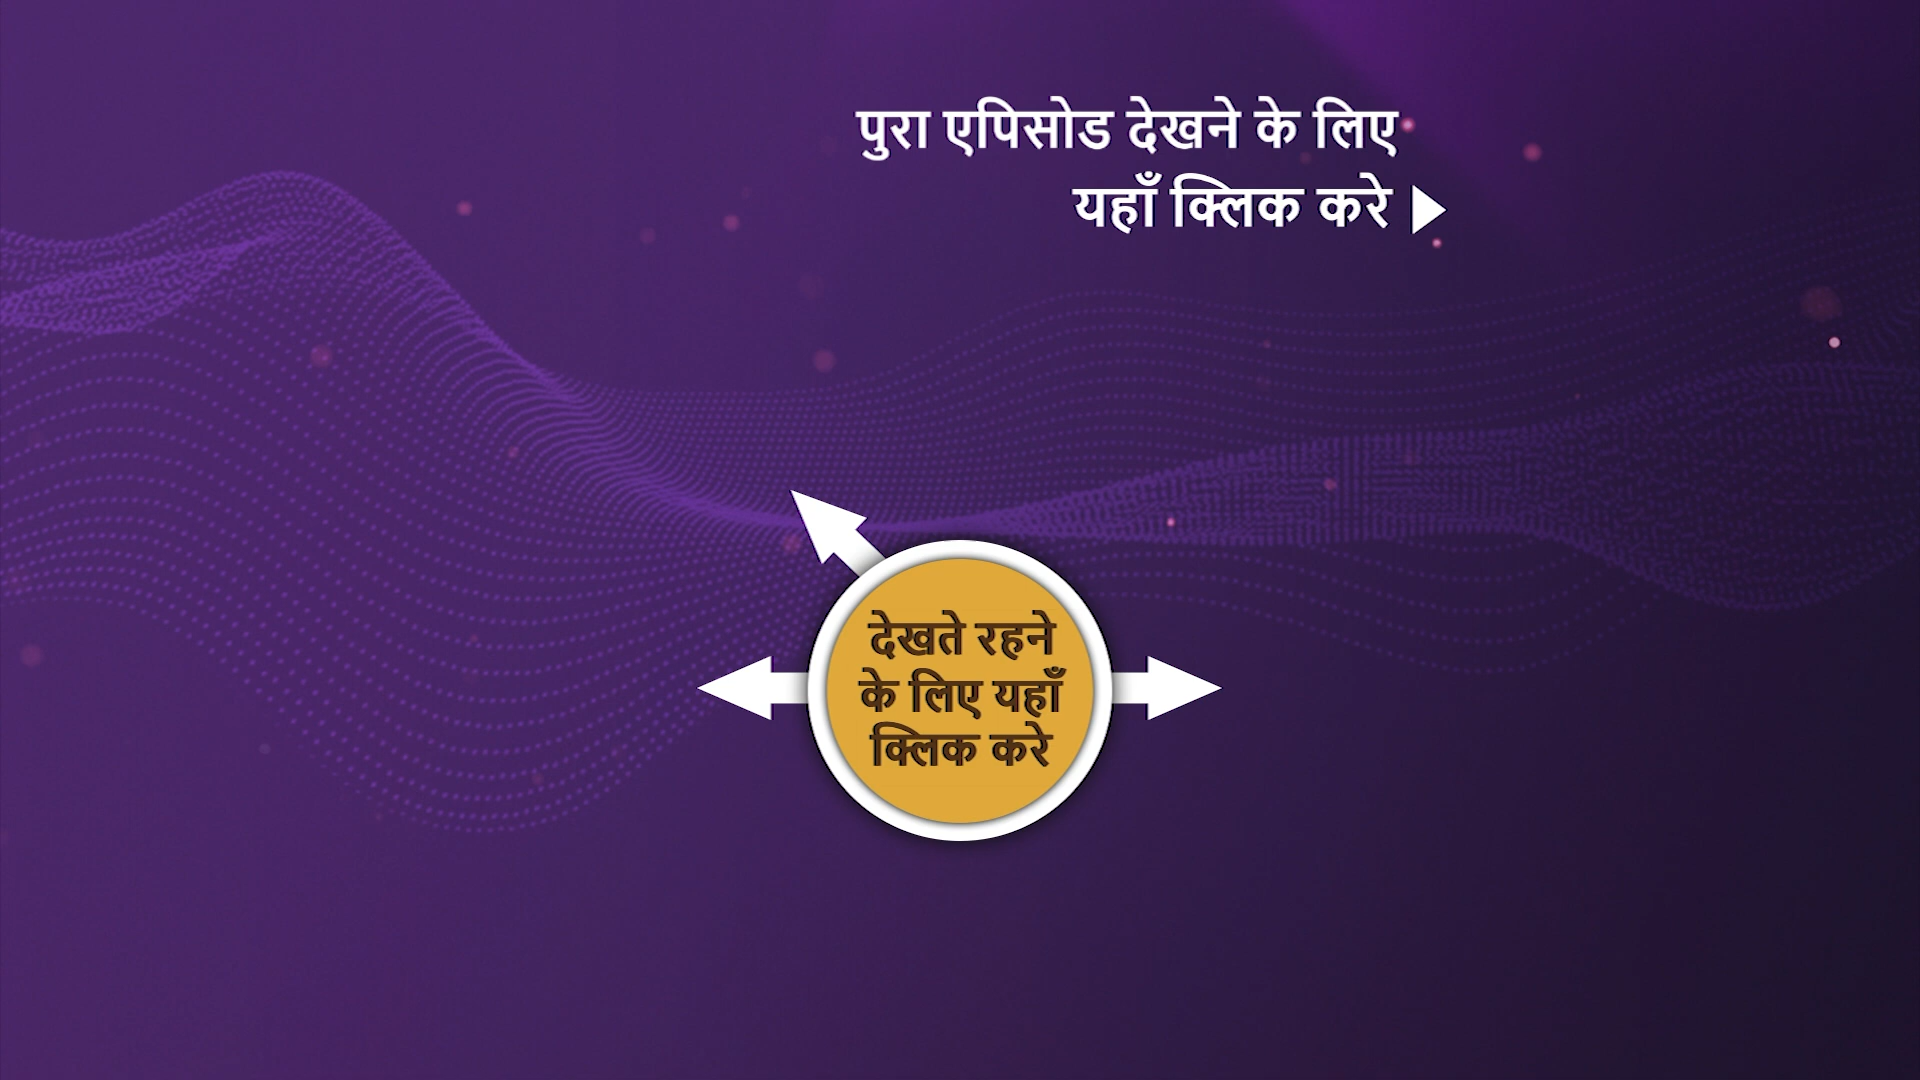 पुरा एपिसोड देखने के लिए
यहाँ क्लिक करे
देखते रहने
के लिए यहाँ
क्लिक करे